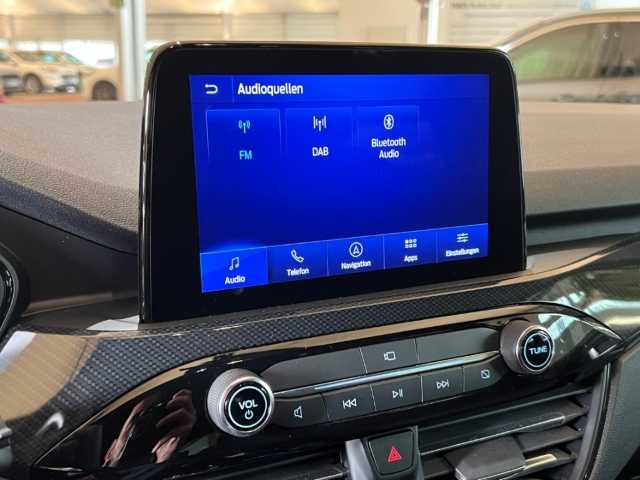 Audioquellen
FM
DAB
Bluetooth
Audio
Audio
Telefon
Navigation
Apps
Einstellungen
VOL
TUNE